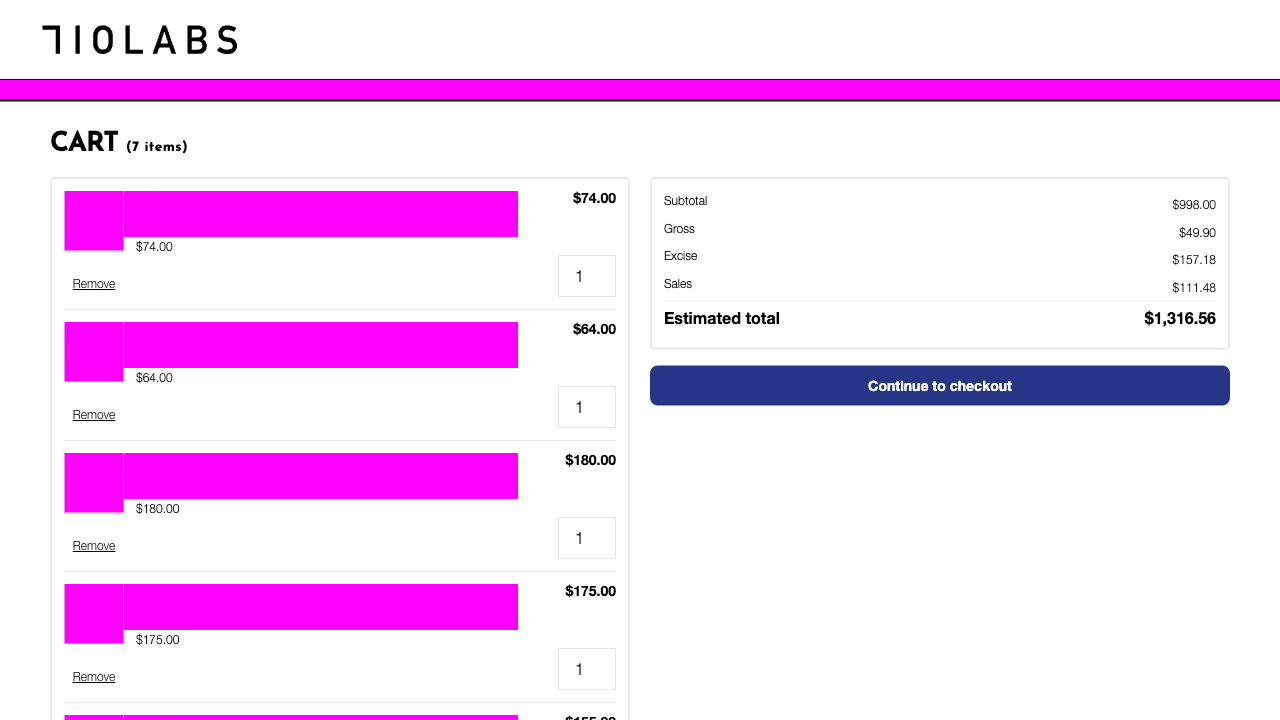 710LABS
CART (7 items)
$74.00
$74.00
1
Remove
$64.00
$64.00
1
Remove
$180.00
$180.00
1
Remove
$175.00
$175.00
1
Remove
$155.00
Subtotal $998.00
Gross $49.90
Excise $157.18
Sales $111.48
Estimated total $1,316.56
Continue to checkout